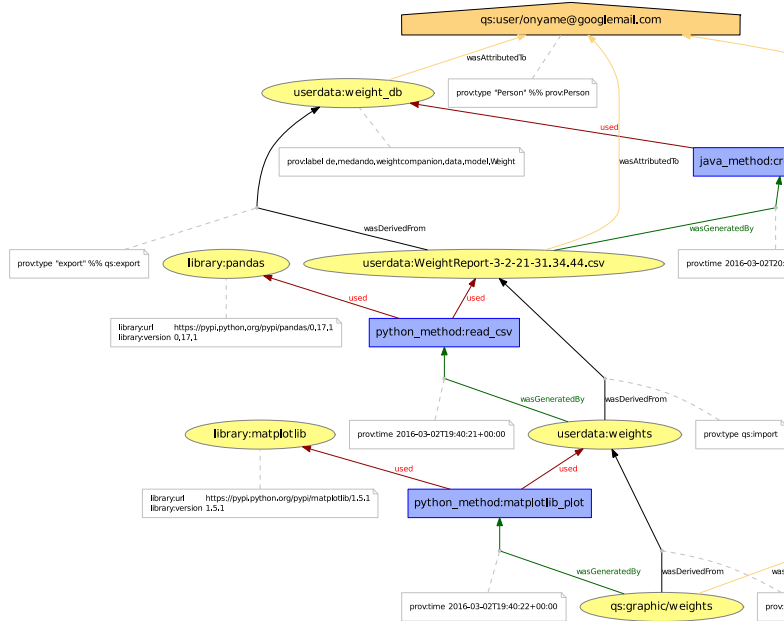 qs:user/onyame@googlemail.com
wasAttributedTo
userdata:weight_db
prov:type "Person" %% prov:Person
used
prov:label de.medando.weightcompanion.data.model.Weight
wasAttributedTo
java_method:cr
wasDerivedFrom
wasGeneratedBy
prov:type "export" %% qs:export
library:pandas
userdata:WeightReport-3-2-21-31.34.44.csv
prov:time 2016-03-02T20:
used
used
library:url https://pypi.python.org/pypi/pandas/0.17.1
library:version 0.17.1
python_method:read_csv
wasGeneratedBy
wasDerivedFrom
library:matplotlib
prov:time 2016-03-02T19:40:21+00:00
userdata:weights
prov:type qs:import
used
used
library:url https://pypi.python.org/pypi/matplotlib/1.5.1
library:version 1.5.1
python_method:matplotlib_plot
wasGeneratedBy
wasDerivedFrom
was
prov:time 2016-03-02T19:40:22+00:00
qs:graphic/weights
prov: